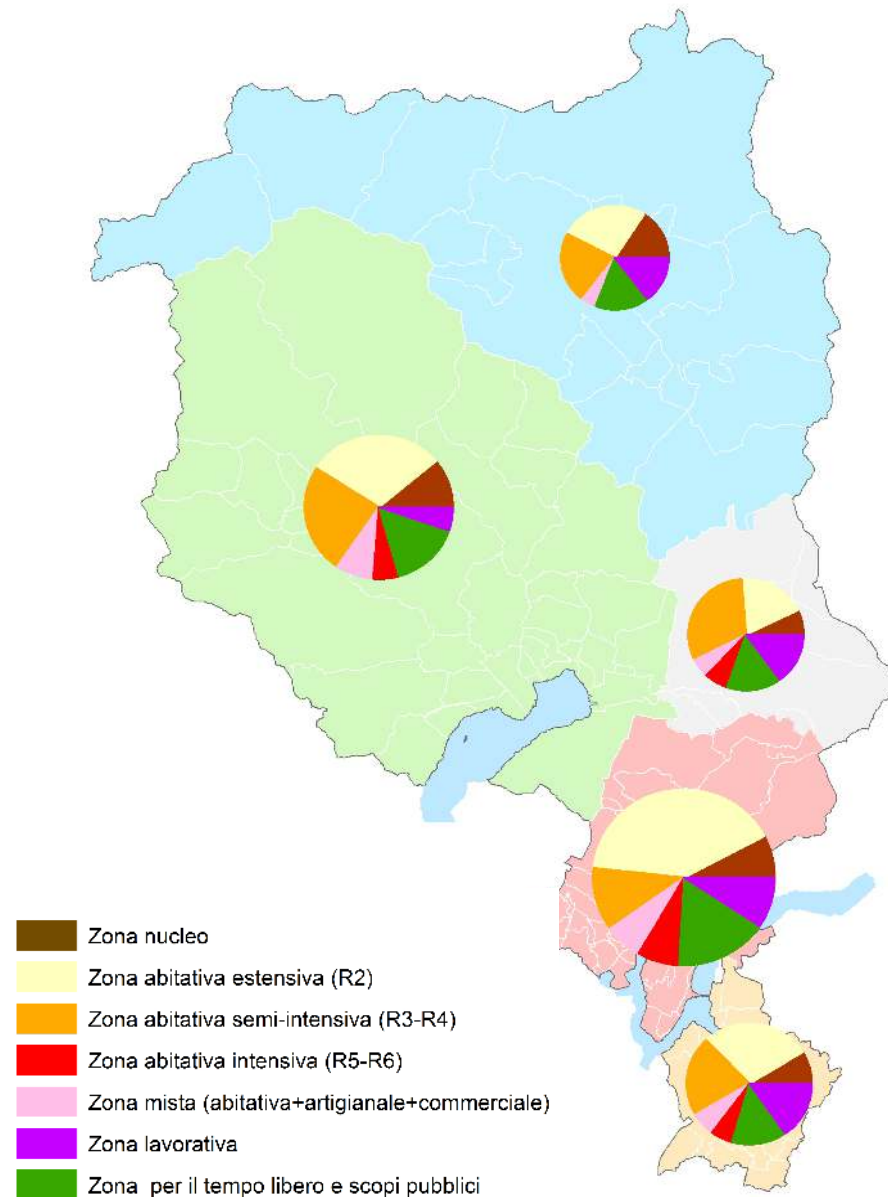 Zona nucleo
Zona abitativa estensiva (R2)
Zona abitativa semi-intensiva (R3-R4)
Zona abitativa intensiva (R5-R6)
Zona mista (abitativa+artigianale+commerciale)
Zona lavorativa
Zona per il tempo libero e scopi pubblici